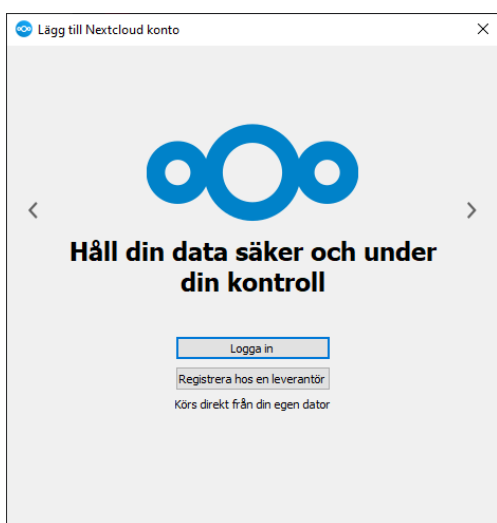 Lägg till Nextcloud konto
Håll din data säker och under
din kontroll
Logga in
Registrera hos en leverantör
Körs direkt från din egen dator